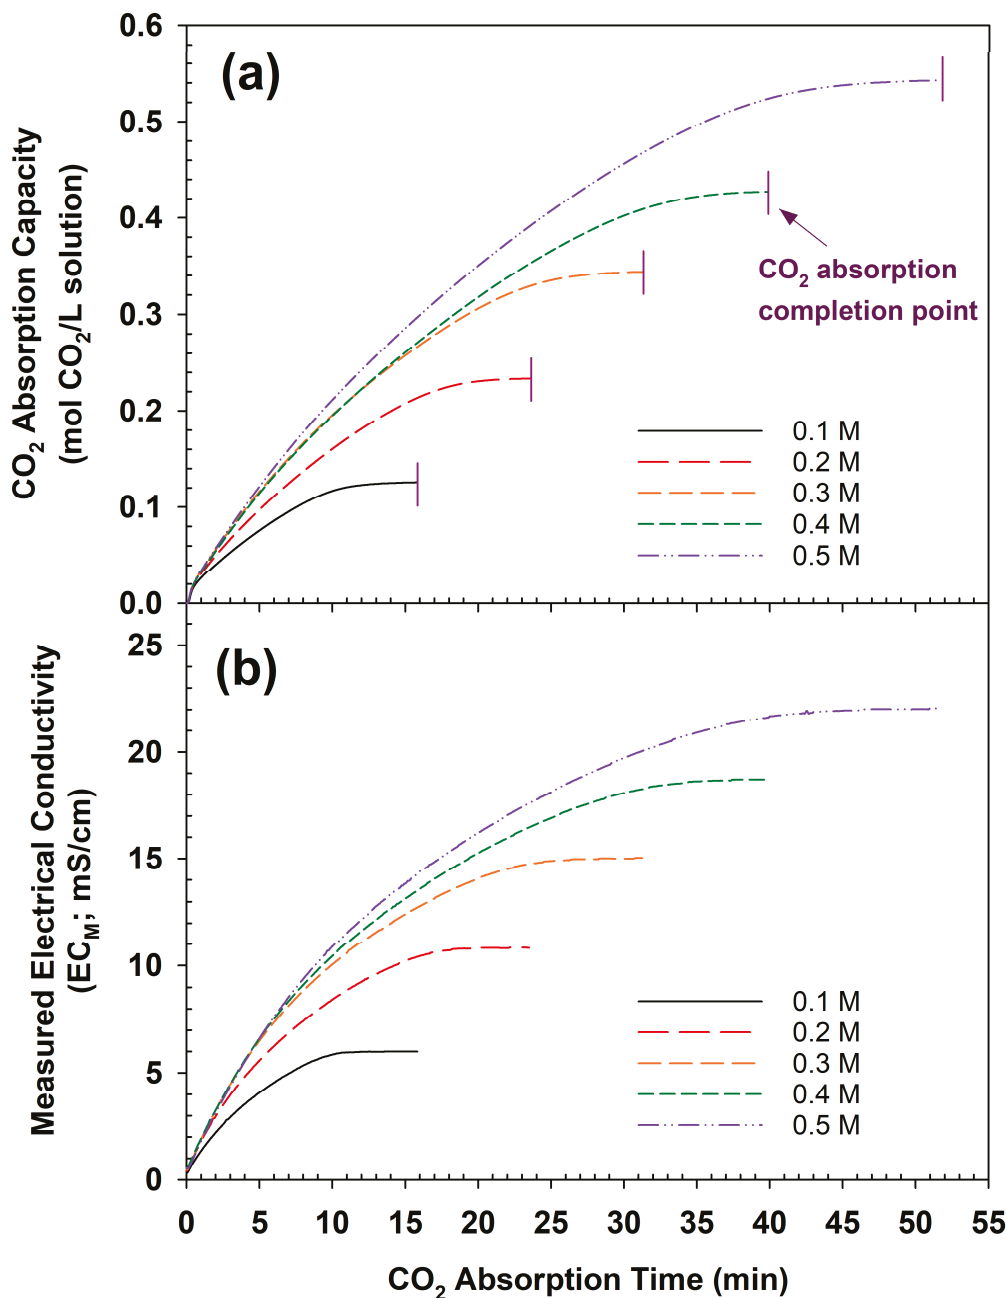 (a)
CO2 Absorption Capacity
(mol CO2/L solution)
0.6
0.5
0.4
0.3
0.2
0.1
0.0
CO2 absorption
completion point
0.1 M
0.2 M
0.3 M
0.4 M
0.5 M
(b)
Measured Electrical Conductivity
(ECM; mS/cm)
25
20
15
10
5
0
0.1 M
0.2 M
0.3 M
0.4 M
0.5 M
0 5 10 15 20 25 30 35 40 45 50 55
CO2 Absorption Time (min)